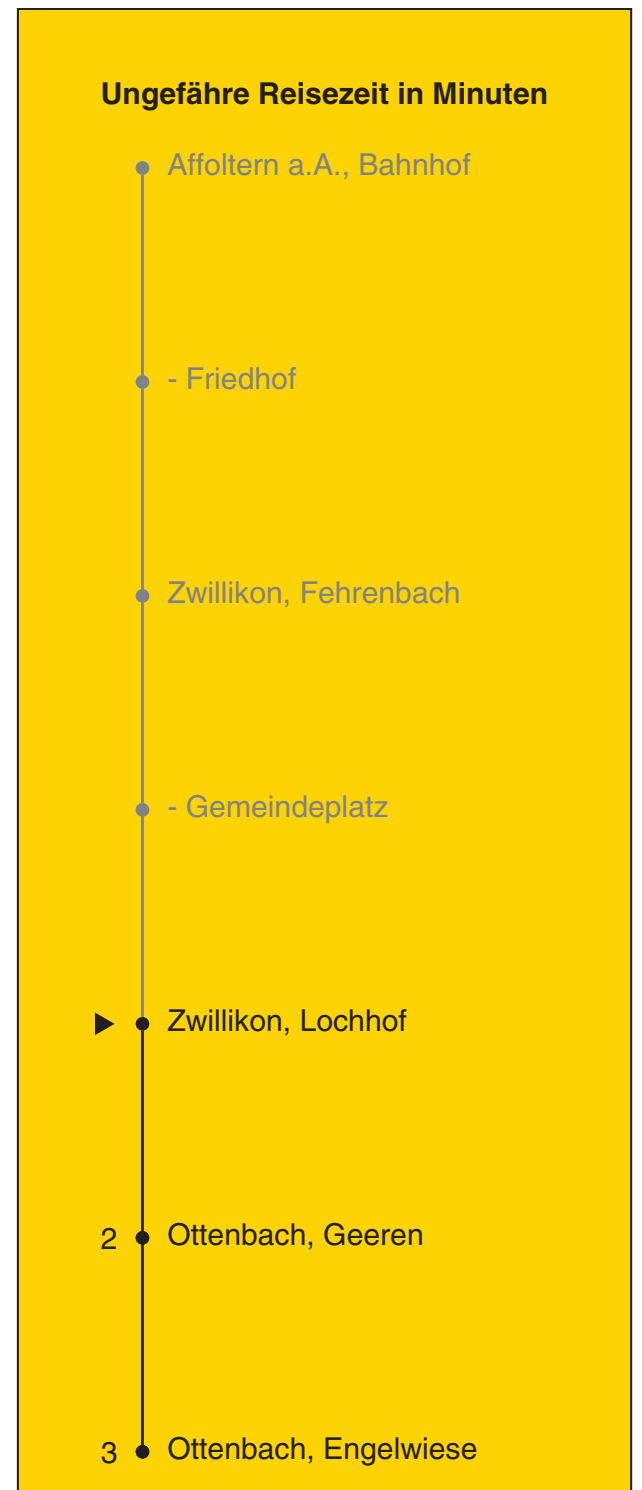 Ungefähre Reisezeit in Minuten
Affoltern a.A., Bahnhof
- Friedhof
Zwillikon, Fehrenbach
- Gemeindeplatz
Zwillikon, Lochhof
2 Ottenbach, Geeren
3 Ottenbach, Engelwiese